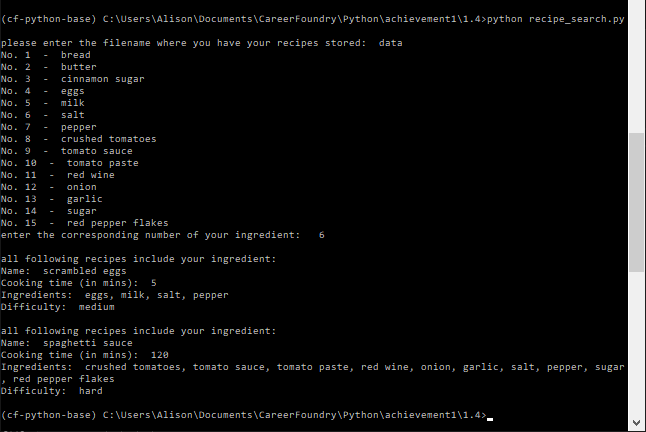 (cf-python-base) C:\Users\Alison\Documents\CareerFoundry\Python\achievement1\1.4>python recipe_search.py
please enter the filename where you have your recipes stored:  data
No. 1  -  bread
No. 2  -  butter
No. 3  -  cinnamon sugar
No. 4  -  eggs
No. 5  -  milk
No. 6  -  salt
No. 7  -  pepper
No. 8  -  crushed tomatoes
No. 9  -  tomato sauce
No. 10  -  tomato paste
No. 11  -  red wine
No. 12  -  onion
No. 13  -  garlic
No. 14  -  sugar
No. 15  -  red pepper flakes
enter the corresponding number of your ingredient:   6
all following recipes include your ingredient:
Name:  scrambled eggs
Cooking time (in mins):  5
Ingredients:  eggs, milk, salt, pepper
Difficulty:  medium
all following recipes include your ingredient:
Name:  spaghetti sauce
Cooking time (in mins):  120
Ingredients:  crushed tomatoes, tomato sauce, tomato paste, red wine, onion, garlic, salt, pepper, sugar
, red pepper flakes
Difficulty:  hard
(cf-python-base) C:\Users\Alison\Documents\CareerFoundry\Python\achievement1\1.4>